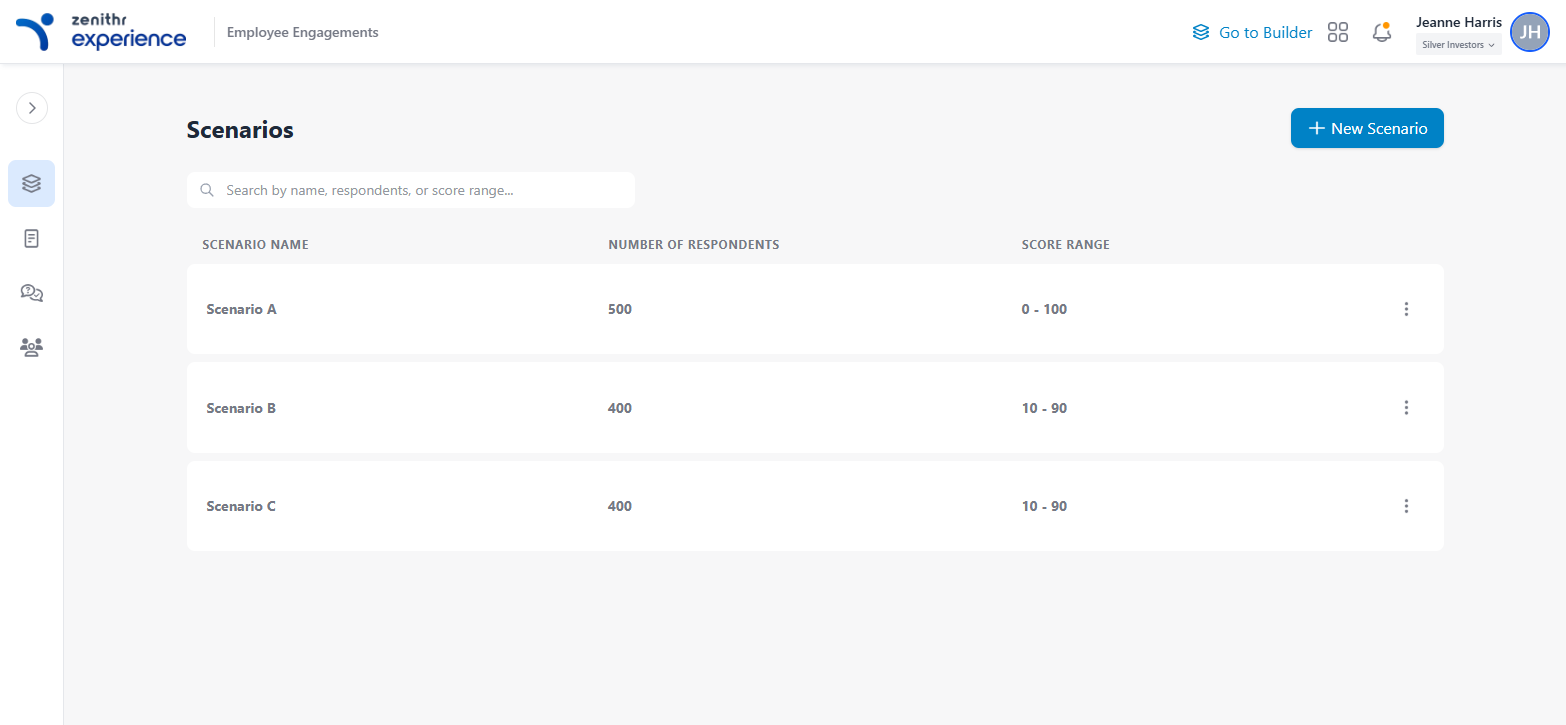 zenithr
experience
Employee Engagements
Go to Builder
Jeanne Harris
Silver Investors
JH
Scenarios
New Scenario
Search by name, respondents, or score range...
SCENARIO NAME NUMBER OF RESPONDENTS SCORE RANGE
Scenario A 500 0 - 100
Scenario B 400 10 - 90
Scenario C 400 10 - 90